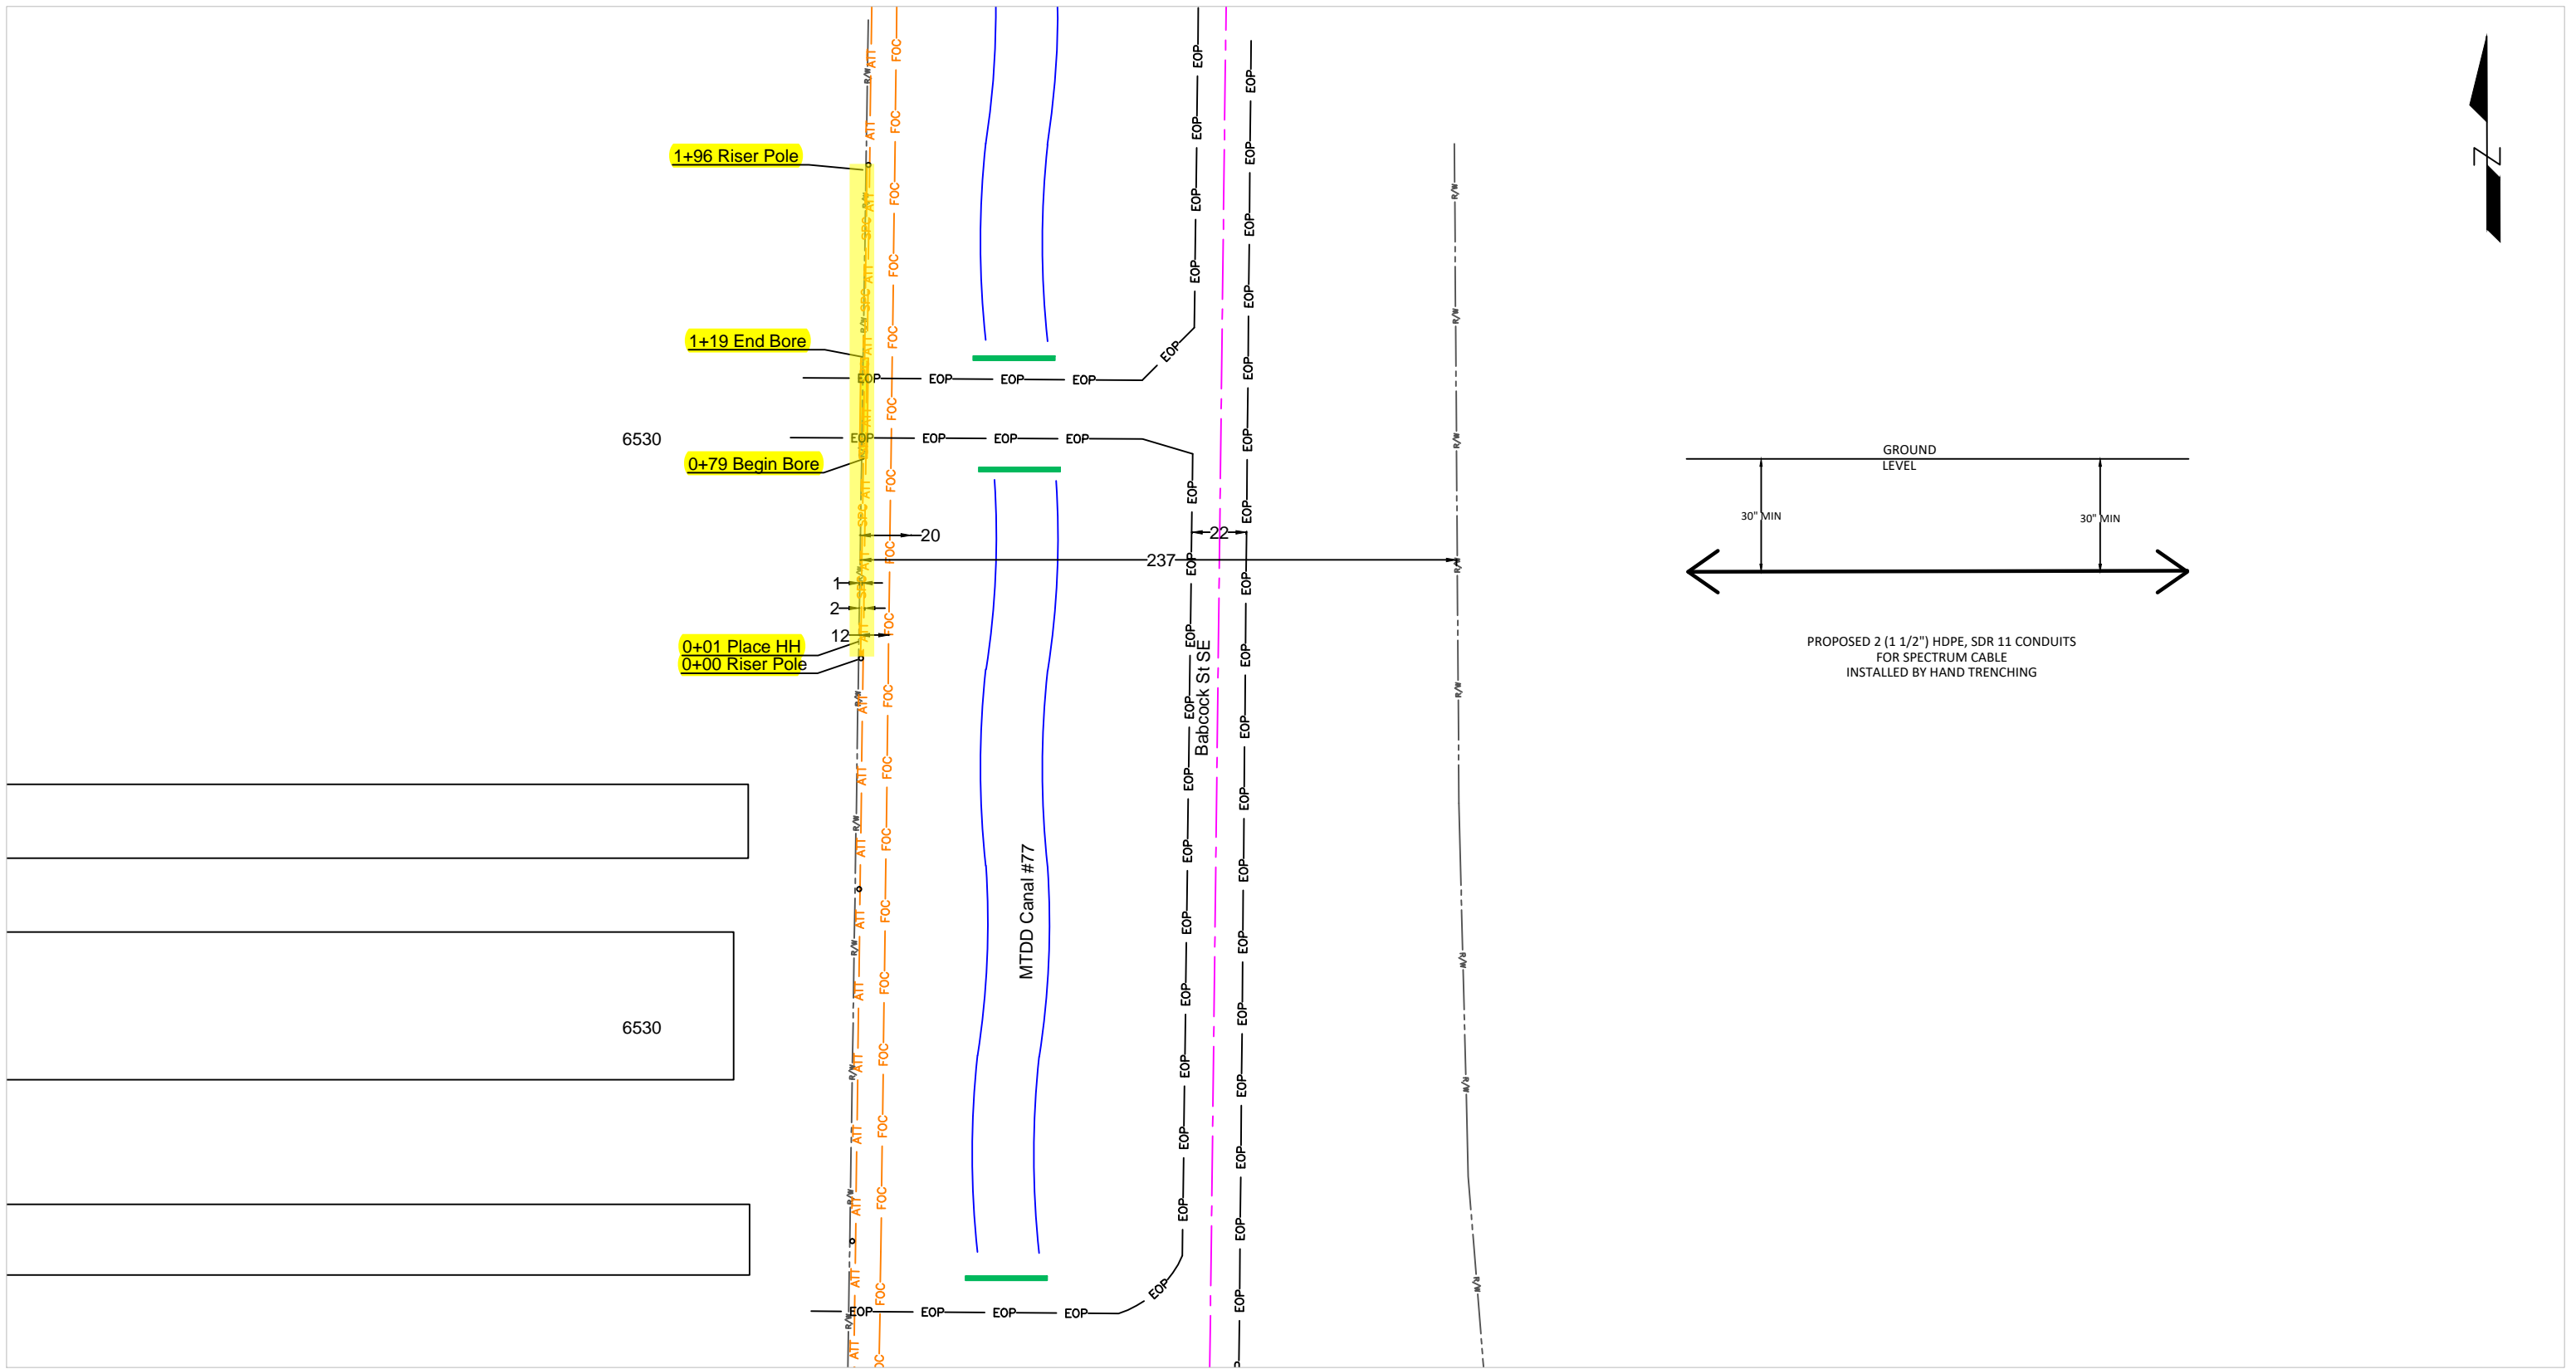 1+96 Riser Pole
1+19 End Bore
6530
0+79 Begin Bore
20
22
237
1
2
12
0+01 Place HH
0+00 Riser Pole
Babcock St SE
MTDD Canal #77
6530
R/W
ATT
FOC
SPC
EOP
N
GROUND
LEVEL
30" MIN
30" MIN
PROPOSED 2 (1 1/2") HDPE, SDR 11 CONDUITS
FOR SPECTRUM CABLE
INSTALLED BY HAND TRENCHING